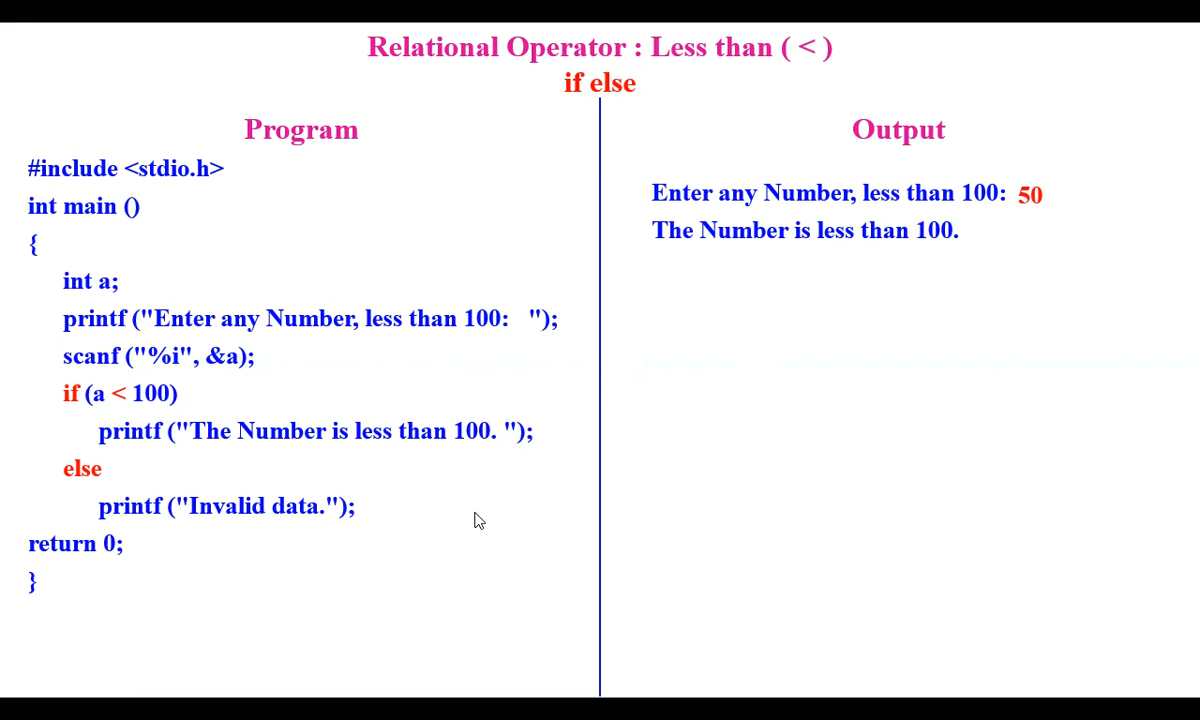 Relational Operator : Less than ( < )
if else
Program
#include <stdio.h>
int main ()
{
int a;
printf ("Enter any Number, less than 100:   ");
scanf ("%i", &a);
if (a < 100)
printf ("The Number is less than 100. ");
else
printf ("Invalid data.");
return 0;
}
Output
Enter any Number, less than 100: 50
The Number is less than 100.